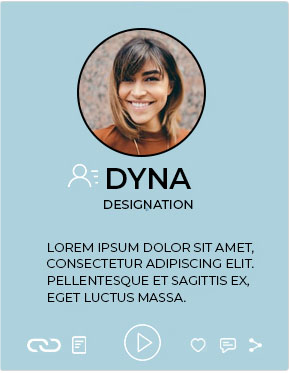 DYNA
DESIGNATION
LOREM IPSUM DOLOR SIT AMET,
CONSECTETUR ADIPISCING ELIT.
PELLENTESQUE ET SAGITTIS EX,
EGET LUCTUS MASSA.